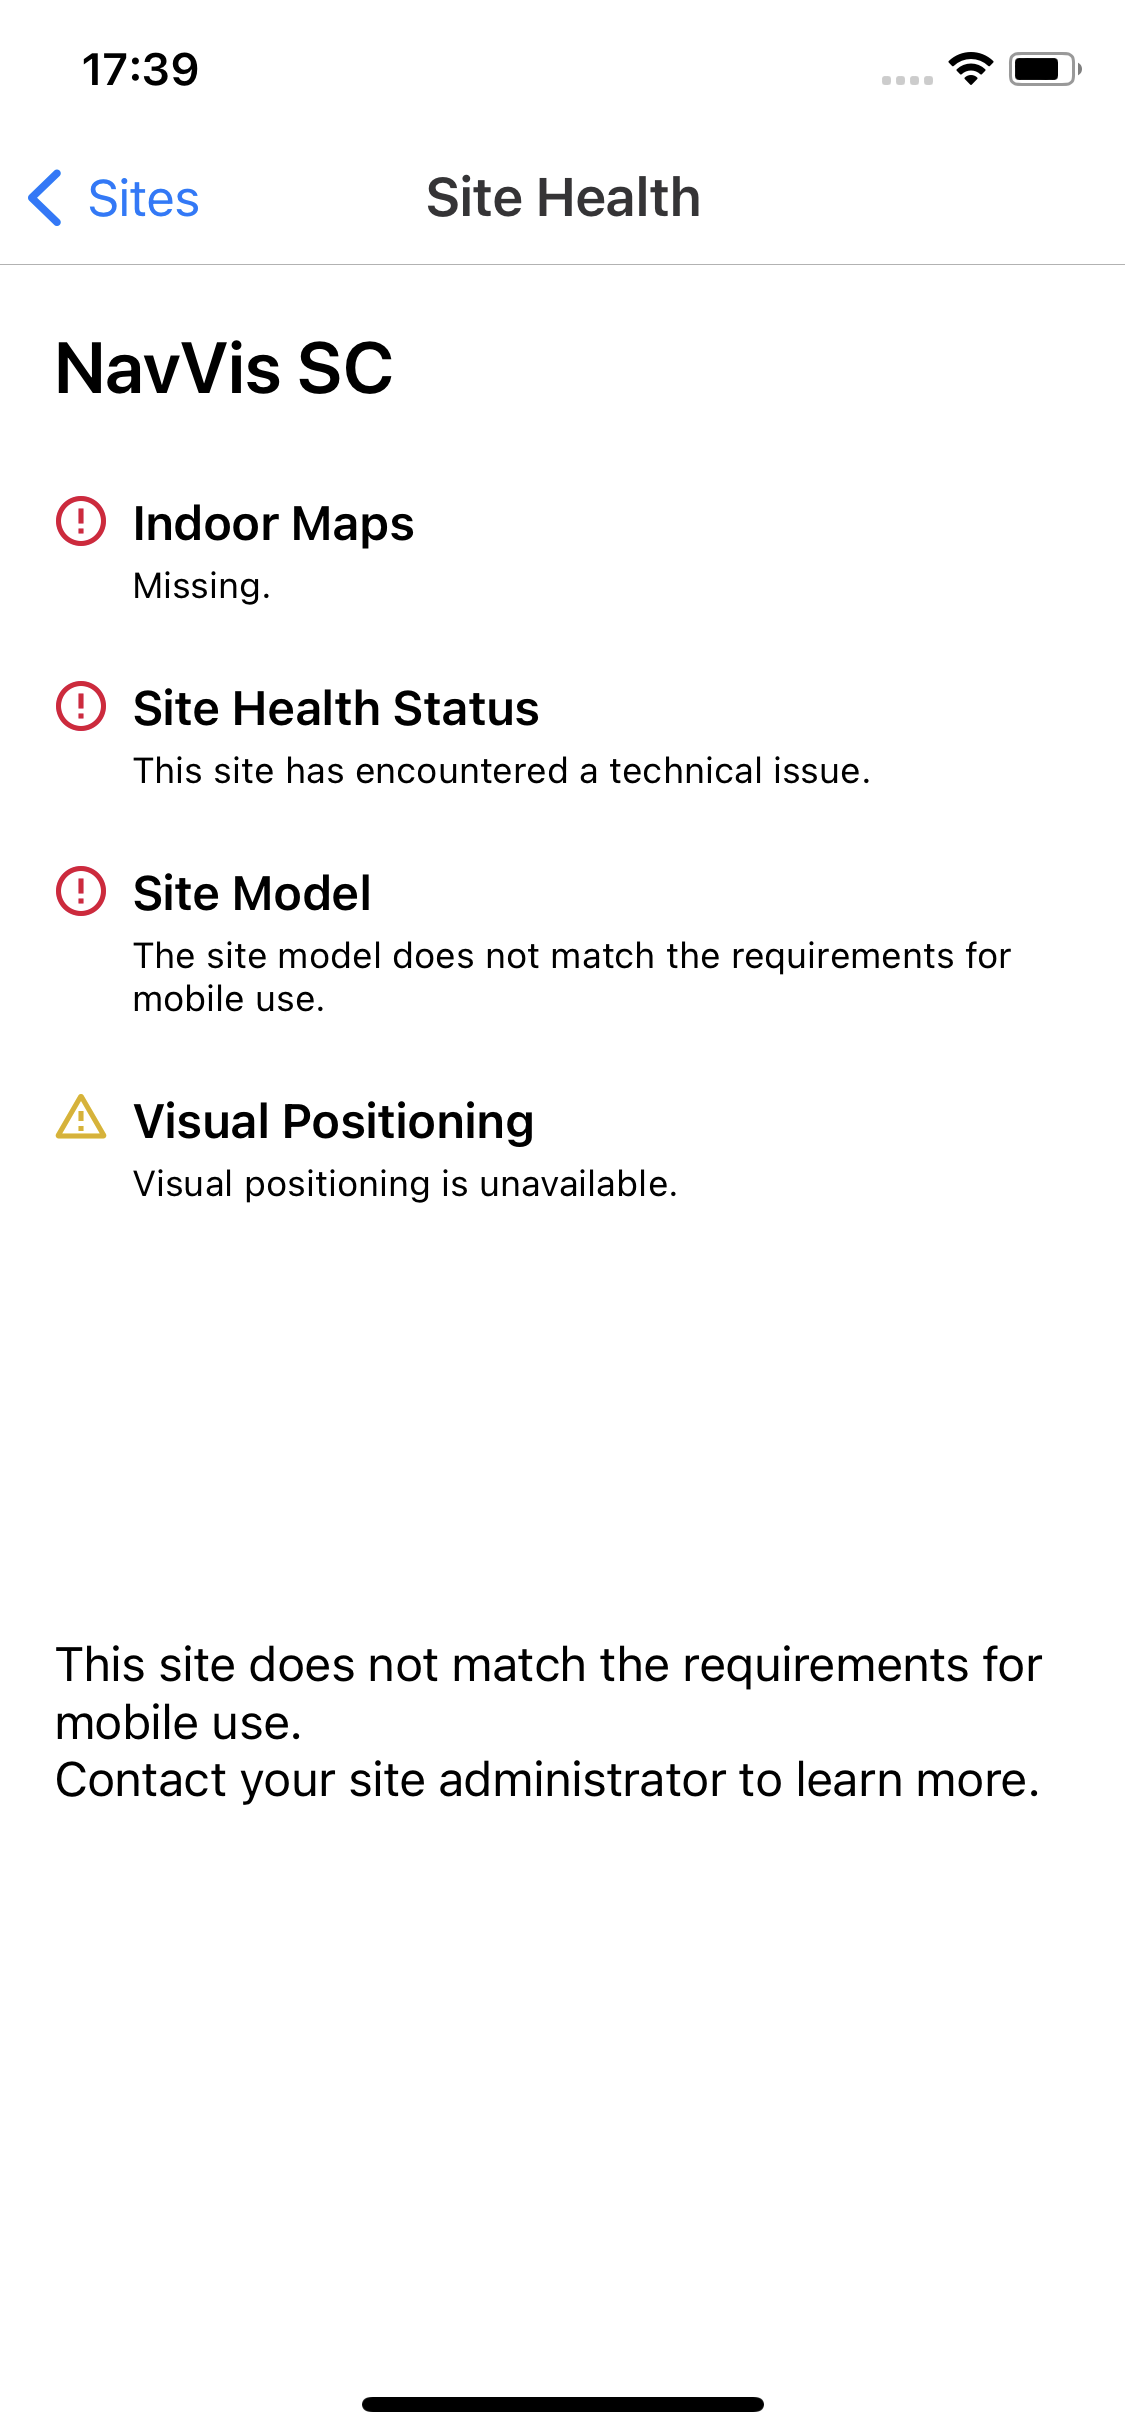 17:39
Sites
Site Health
NavVis SC
Indoor Maps
Missing.
Site Health Status
This site has encountered a technical issue.
Site Model
The site model does not match the requirements for
mobile use.
Visual Positioning
Visual positioning is unavailable.
This site does not match the requirements for
mobile use.
Contact your site administrator to learn more.